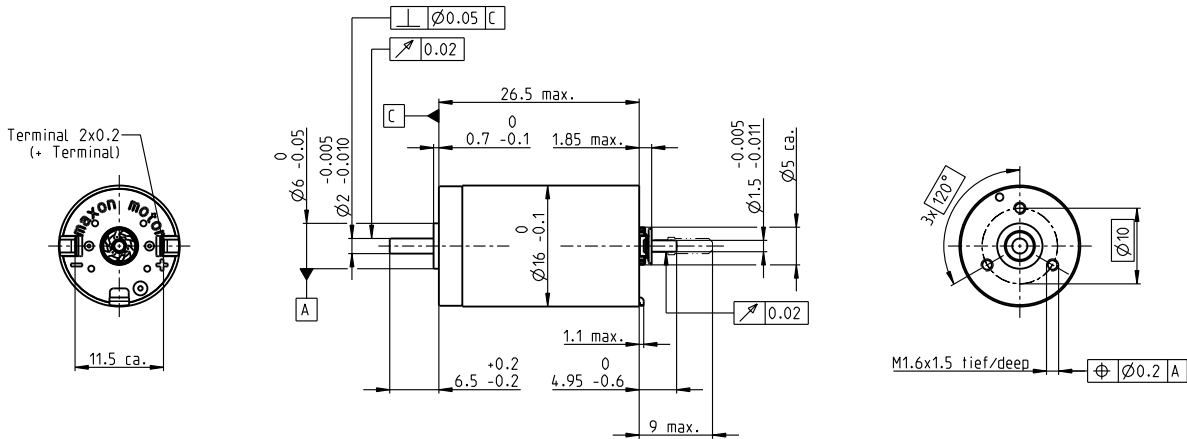 ⊥ Ø0.05 C
↗ 0.02
26.5 max.
C
Terminal 2x0.2
(+ Terminal)
0
Ø6 -0.05
-0.005
Ø2 -0.010
0
0.7 -0.1
1.85 max.
-0.005
Ø1.5 -0.011
Ø5 ca.
maxon motor
- +
0
Ø16 -0.1
3x 120°
Ø10
A
↗ 0.02
1.1 max.
11.5 ca.
+0.2
6.5 -0.2
0
4.95 -0.6
9 max.
M1.6x1.5 tief/deep
⌖ Ø0.2 A